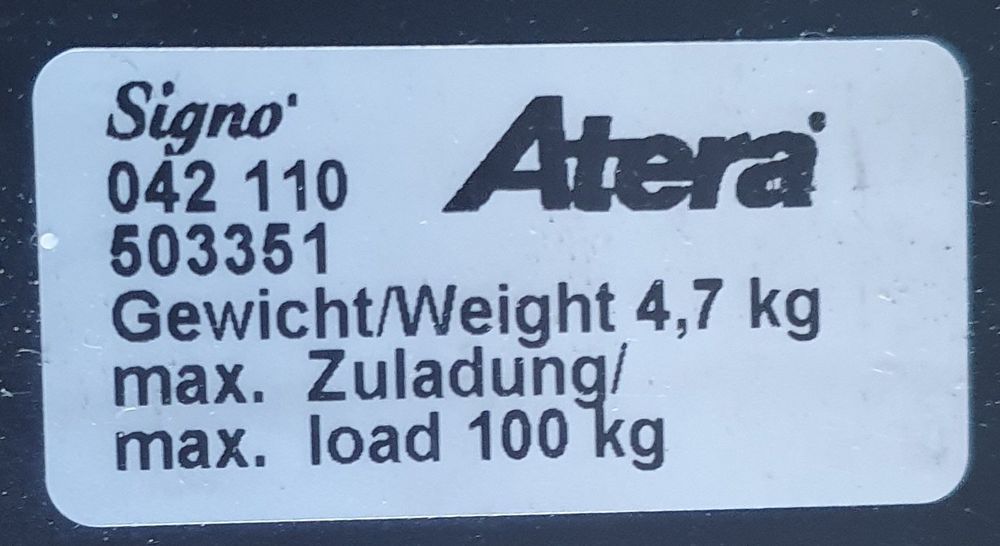 Signo
Atera
042 110
503351
Gewicht/Weight 4,7 kg
max. Zuladung/
max. load 100 kg